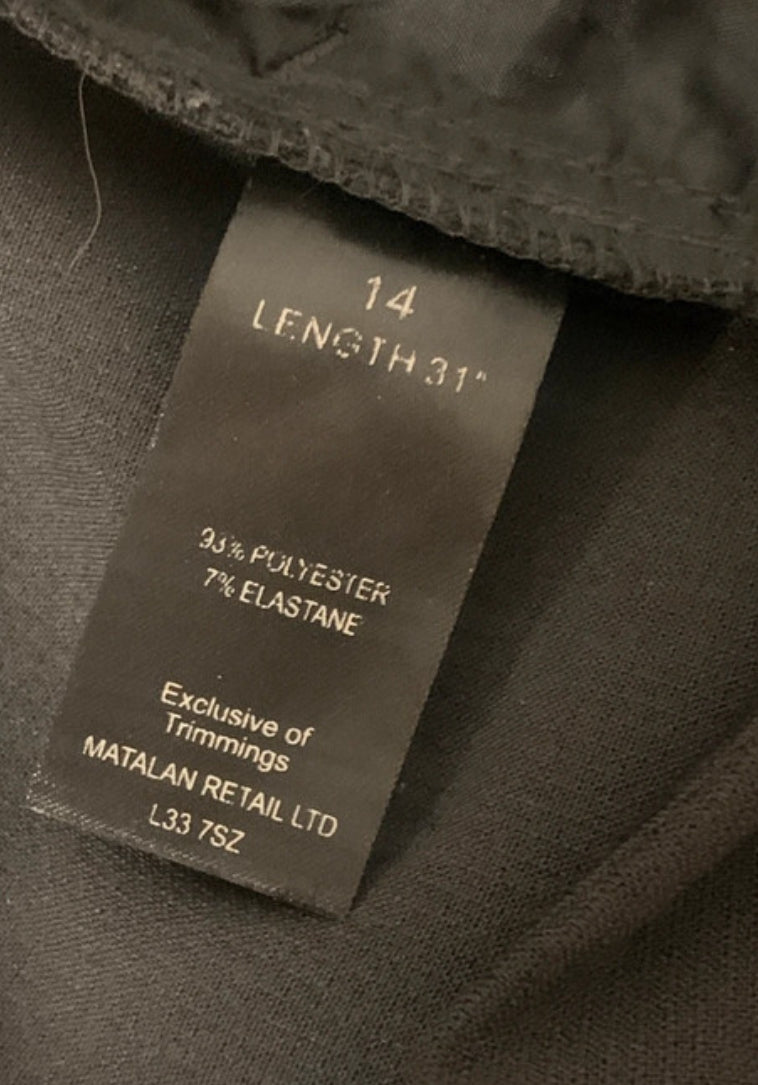 14
LENGTH 31"
93% POLYESTER
7% ELASTANE
Exclusive of
Trimmings
MATALAN RETAIL LTD
L33 7SZ